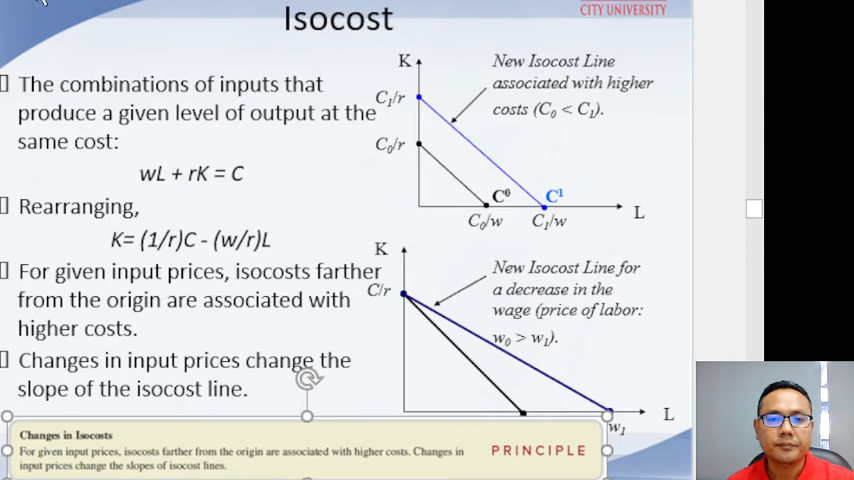 CITY UNIVERSITY
Isocost
▯ The combinations of inputs that
produce a given level of output at the
same cost:
wL + rK = C
▯ Rearranging,
K= (1/r)C - (w/r)L
▯ For given input prices, isocosts farther
from the origin are associated with
higher costs.
▯ Changes in input prices change the
slope of the isocost line.
K
C₁/r
C₀/r
New Isocost Line
associated with higher
costs (C₀ < C₁).
C⁰
C¹
C₀/w
C₁/w
L
K
C/r
New Isocost Line for
a decrease in the
wage (price of labor:
w₀ > w₁).
L
w₁
Changes in Isocosts
For given input prices, isocosts farther from the origin are associated with higher costs. Changes in
input prices change the slopes of isocost lines.
PRINCIPLE